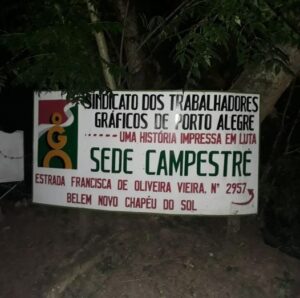 SINDICATO DOS TRABALHADORES
GRÁFICOS DE PORTO ALEGRE
UMA HISTÓRIA IMPRESSA EM LUTA
SEDE CAMPESTRE
ESTRADA FRANCISCA DE OLIVEIRA VIEIRA, N° 2957
BELEM NOVO CHAPÉU DO SOL